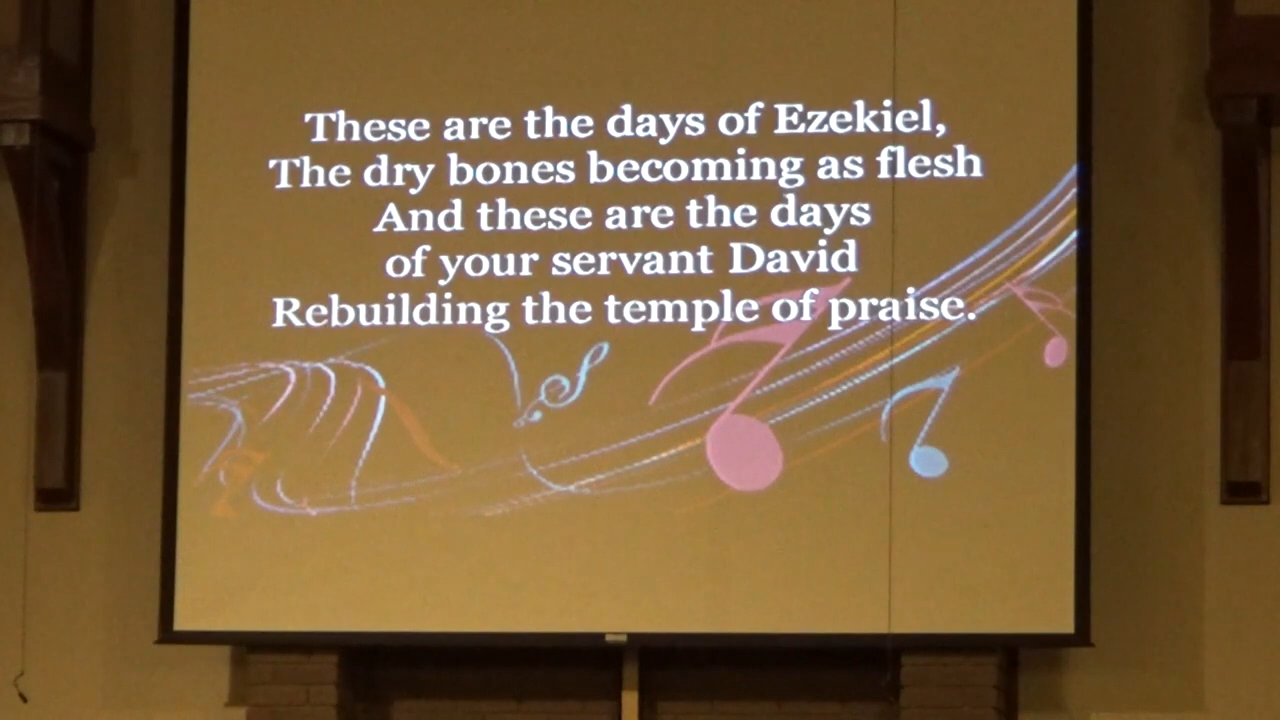 These are the days of Ezekiel,
The dry bones becoming as flesh
And these are the days
of your servant David
Rebuilding the temple of praise.